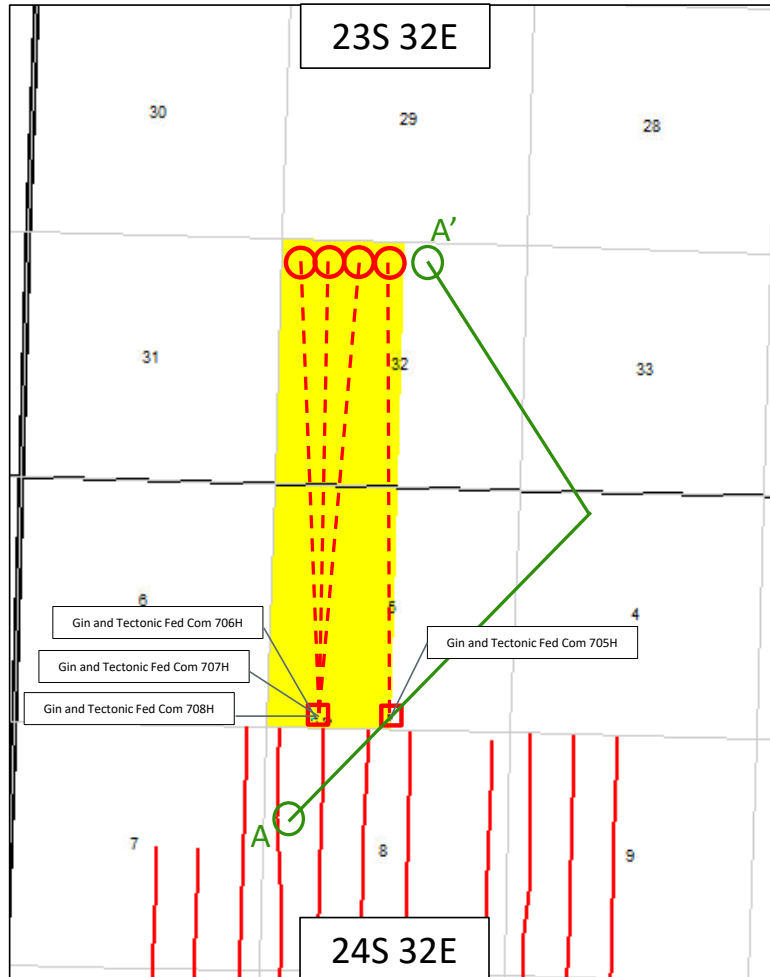 23S 32E
30
29
28
A’
31
32
33
6
5
4
Gin and Tectonic Fed Com 706H
Gin and Tectonic Fed Com 705H
Gin and Tectonic Fed Com 707H
Gin and Tectonic Fed Com 708H
A
7
8
9
24S 32E